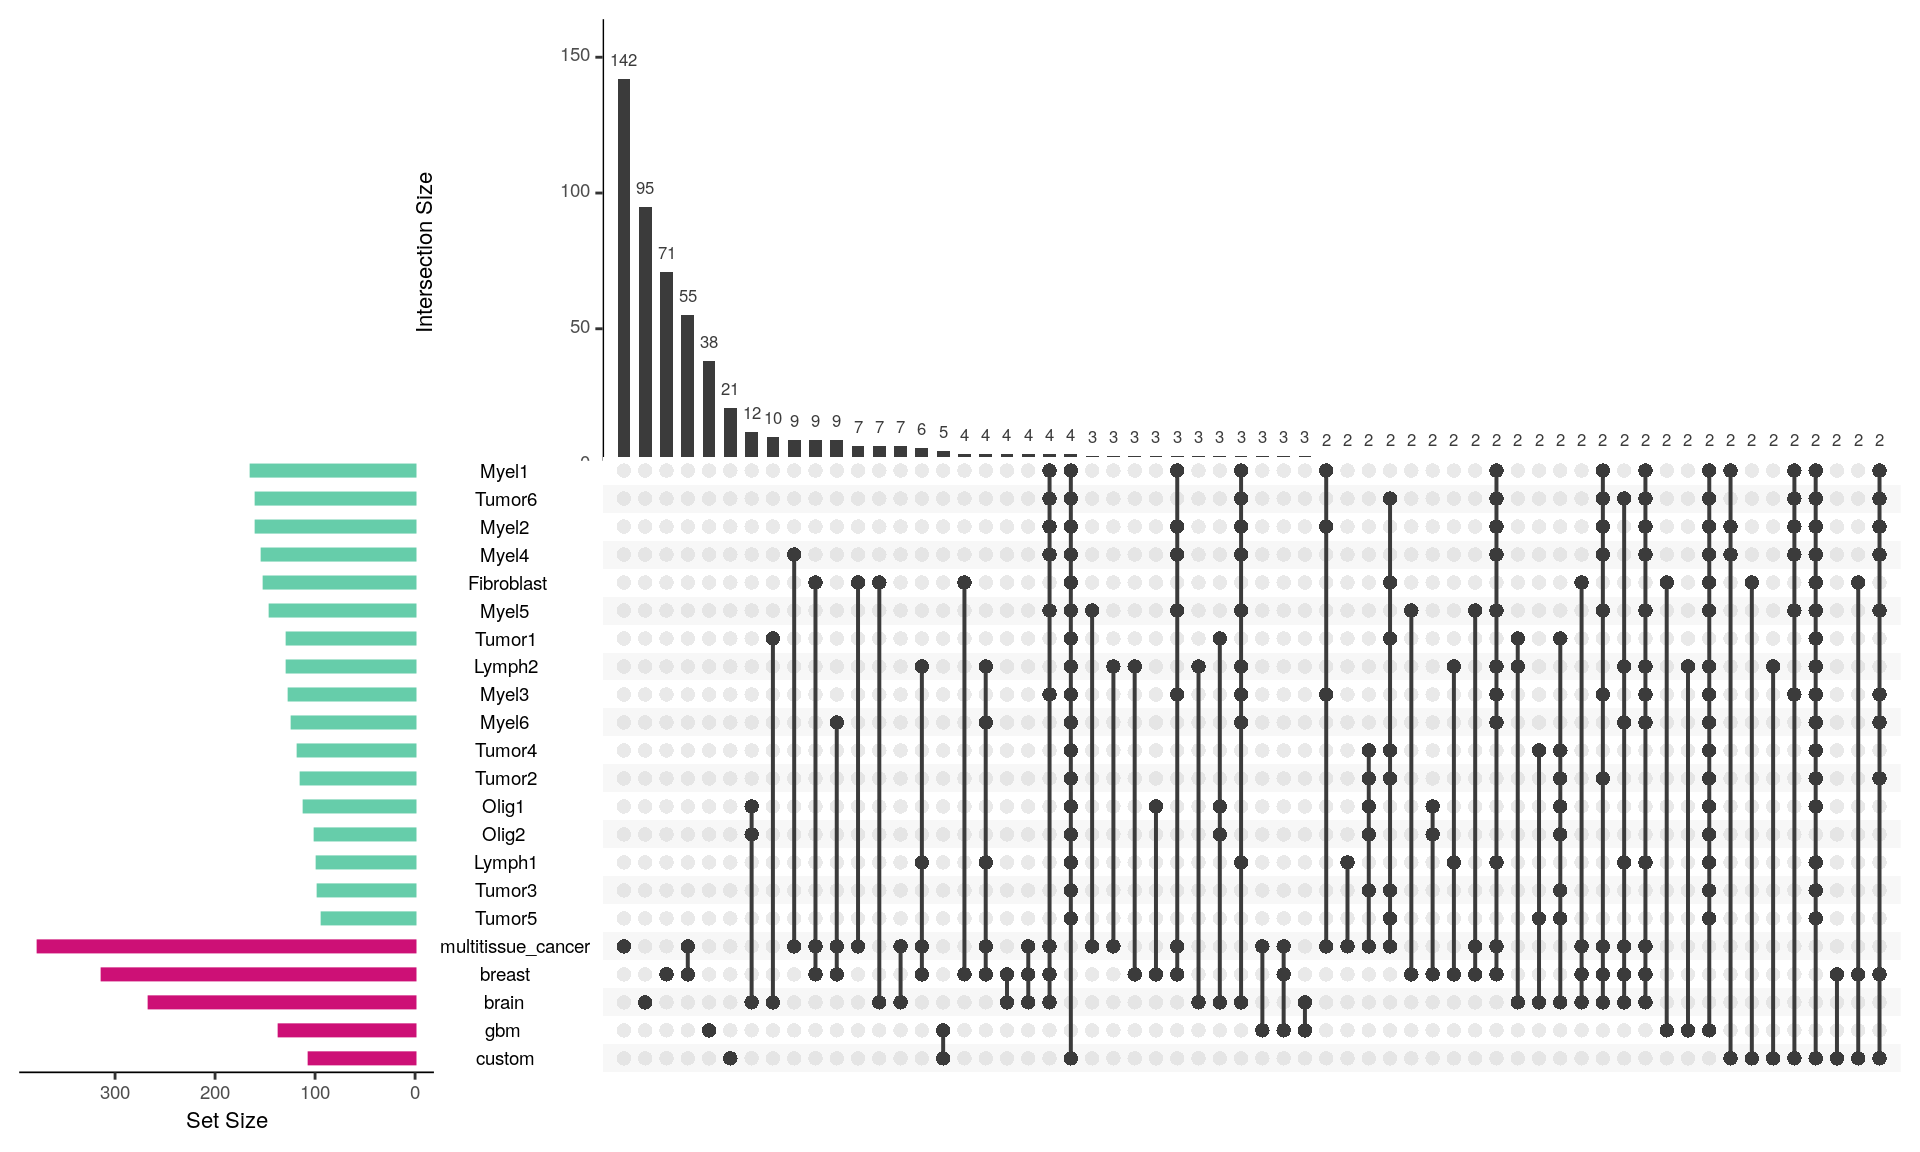 150
142
100
95
71
50
55
38
21
12 10 9 9 9 7 7 7 6 5 4 4 4 4 4 4 3 3 3 3 3 3 3 3 3 3 3 2 2 2 2 2 2 2 2 2 2 2 2 2 2 2 2 2 2 2 2 2 2 2 2 2 2 2
Intersection Size
Myel1
Tumor6
Myel2
Myel4
Fibroblast
Myel5
Tumor1
Lymph2
Myel3
Myel6
Tumor4
Tumor2
Olig1
Olig2
Lymph1
Tumor3
Tumor5
multitissue_cancer
breast
brain
gbm
custom
300 200 100 0
Set Size